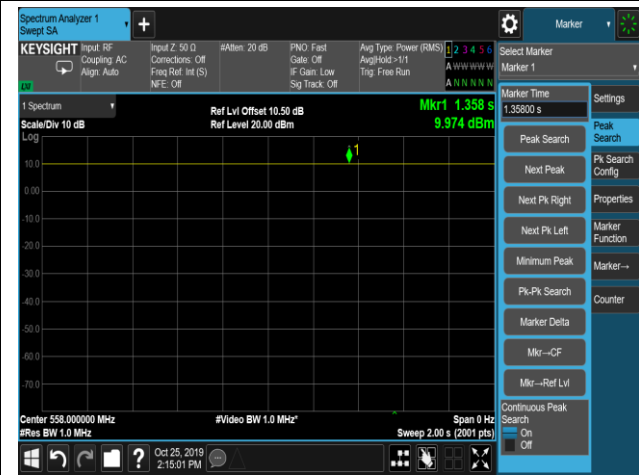 Spectrum Analyzer 1
Swept SA
+
Marker
KEYSIGHT
Input: RF
Coupling: AC
Align: Auto
Input Z: 50 Ω
Corrections: Off
Freq Ref: Int (S)
NFE: Off
#Atten: 20 dB
PNO: Fast
Gate: Off
IF Gain: Low
Sig Track: Off
Avg Type: Power (RMS)
Avg|Hold:>1/1
Trig: Free Run
1 2 3 4 5 6
A W W W W W
A N N N N N
LXI
Select Marker
Marker 1
1 Spectrum
Scale/Div 10 dB
Ref Lvl Offset 10.50 dB
Ref Level 20.00 dBm
Mkr1 1.358 s
9.974 dBm
Log
1
10.0
0.00
-10.0
-20.0
-30.0
-40.0
-50.0
-60.0
-70.0
Center 558.000000 MHz
#Res BW 1.0 MHz
#Video BW 1.0 MHz*
Span 0 Hz
Sweep 2.00 s (2001 pts)
Marker Time
1.35800 s
Peak Search
Next Peak
Next Pk Right
Next Pk Left
Minimum Peak
Pk-Pk Search
Marker Delta
Mkr→CF
Mkr→Ref Lvl
Continuous Peak
Search
On
Off
Settings
Peak
Search
Pk Search
Config
Properties
Marker
Function
Marker→
Counter
?
Oct 25, 2019
2:15:01 PM